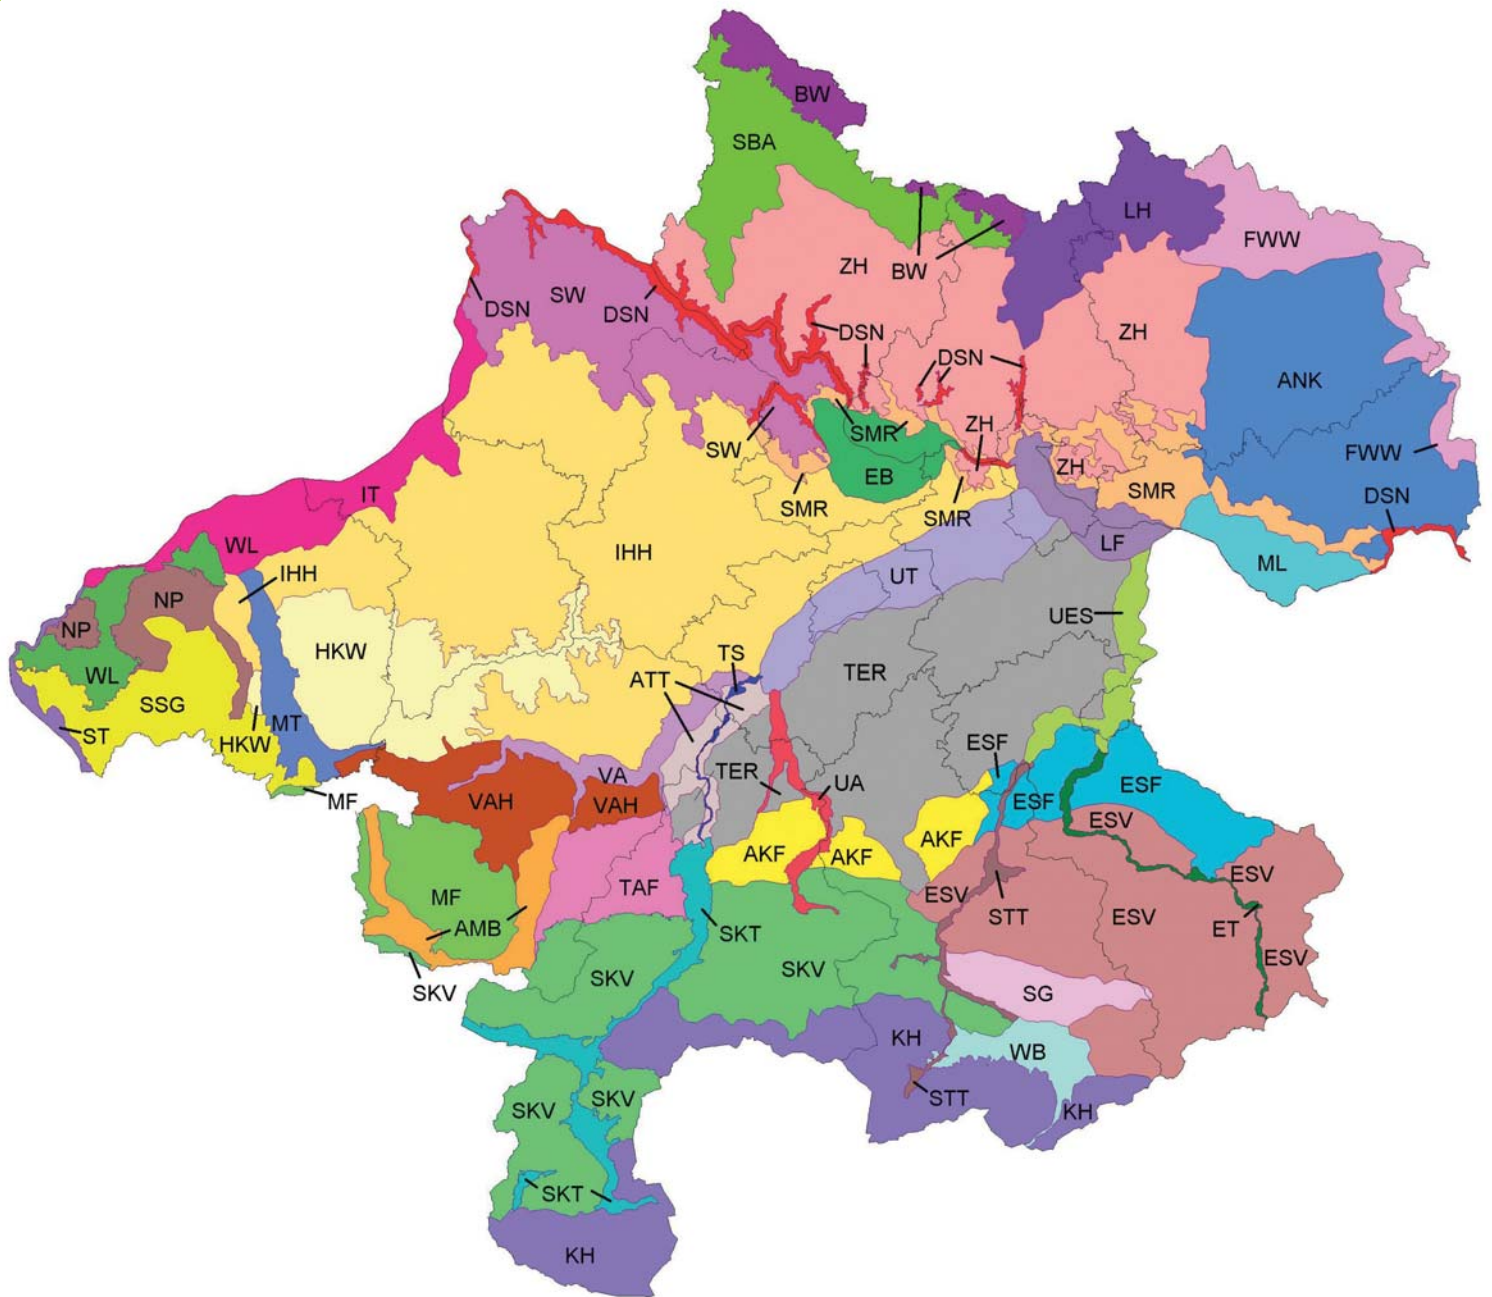 BW
SBA
LH
FWW
ZH
BW
SW
DSN
DSN
DSN
ZH
DSN
ANK
ZH
SMR
SW
EB
ZH
FWW
SMR
DSN
IT
SMR
SMR
WL
LF
IHH
ML
IHH
UT
NP
UES
NP
HKW
TS
TER
WL
ATT
SSG
MT
ST
HKW
ESF
VA
TER
UA
ESF
ESF
MF
VAH
VAH
ESV
AKF
AKF
AKF
TAF
ESV
MF
ESV
STT
ESV
AMB
SKT
ET
ESV
SKV
SKV
SKV
SG
KH
WB
SKV
SKV
STT
KH
SKT
KH